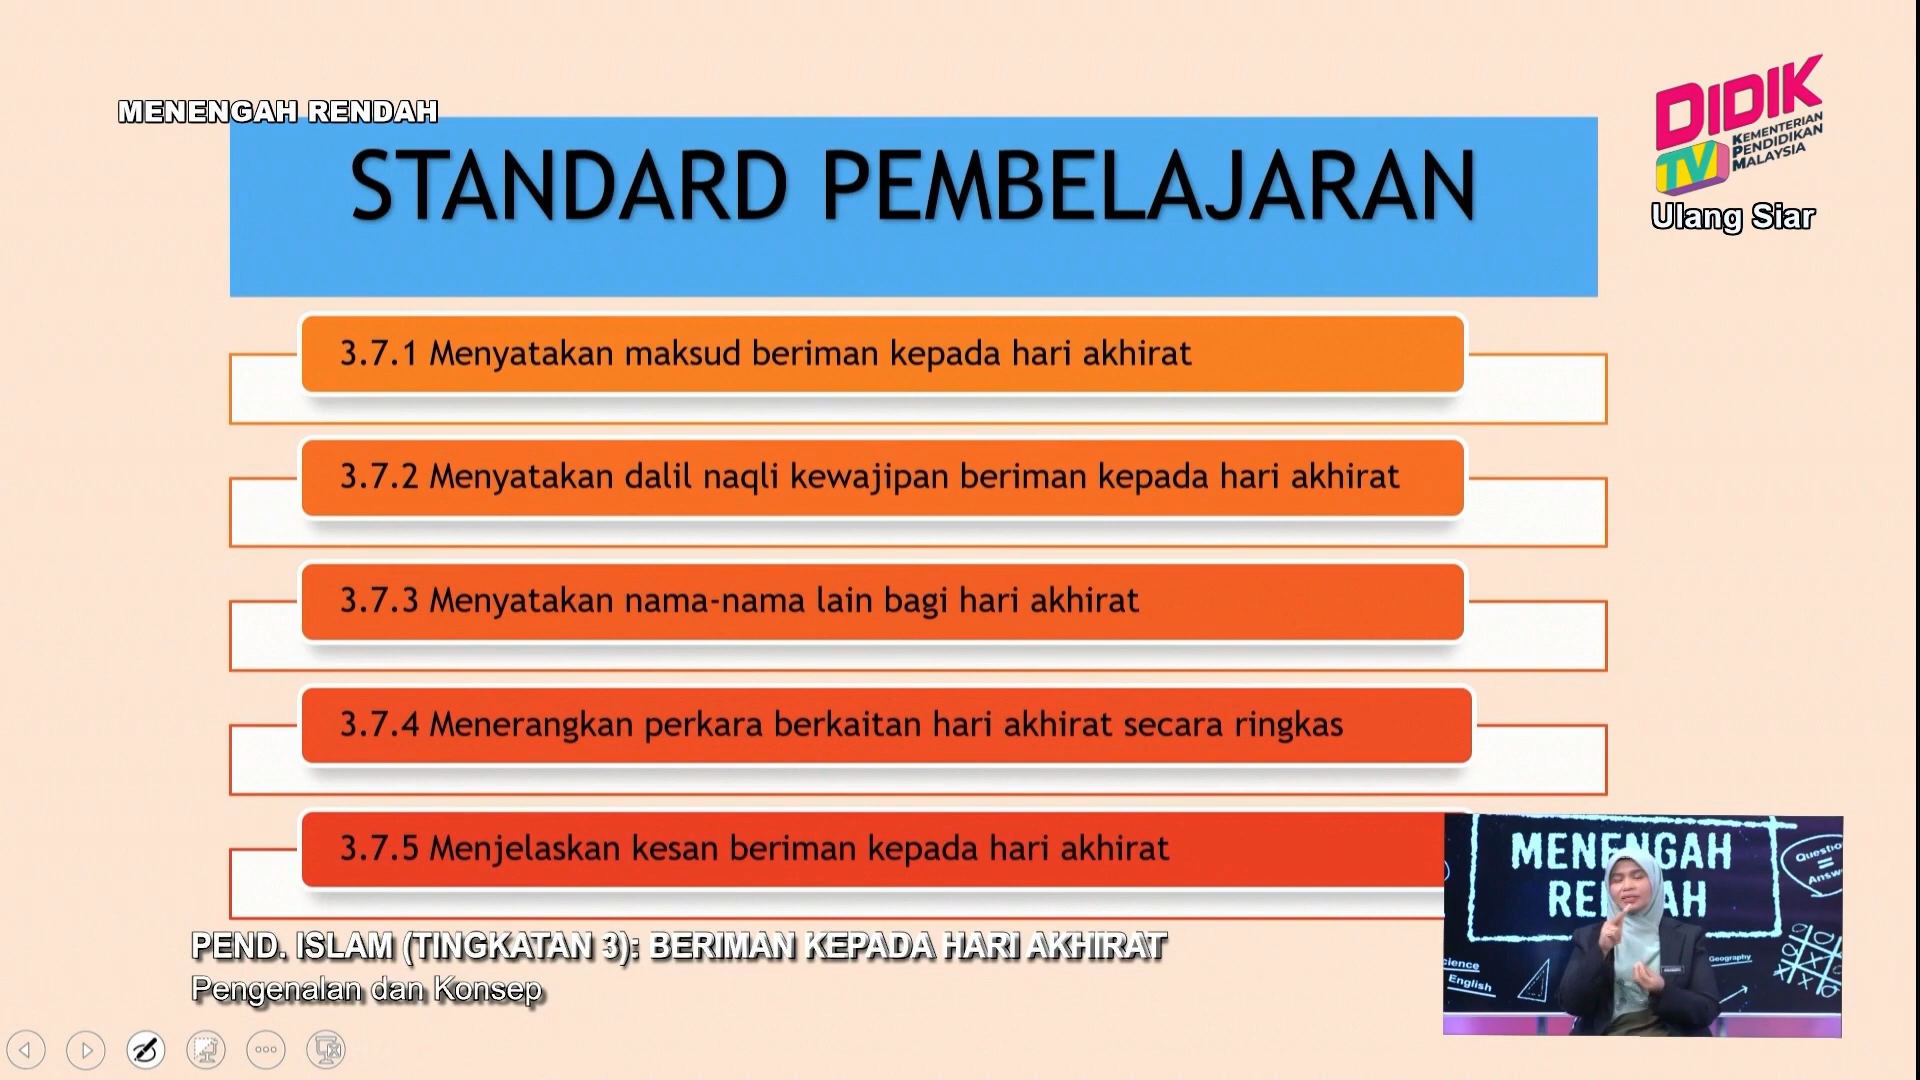 MENENGAH RENDAH
DIDIK
TV
KEMENTERIAN
PENDIDIKAN
MALAYSIA
Ulang Siar
STANDARD PEMBELAJARAN
3.7.1 Menyatakan maksud beriman kepada hari akhirat
3.7.2 Menyatakan dalil naqli kewajipan beriman kepada hari akhirat
3.7.3 Menyatakan nama-nama lain bagi hari akhirat
3.7.4 Menerangkan perkara berkaitan hari akhirat secara ringkas
3.7.5 Menjelaskan kesan beriman kepada hari akhirat
PEND. ISLAM (TINGKATAN 3): BERIMAN KEPADA HARI AKHIRAT
Pengenalan dan Konsep
MENENGAH
Geography
English